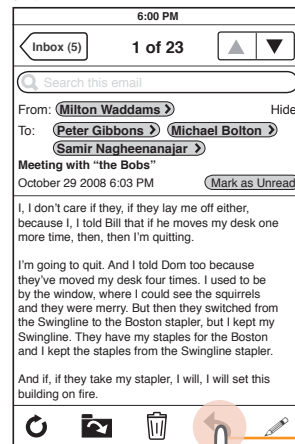 6:00 PM
Inbox (5) 1 of 23
Search this email
From: Milton Waddams Hide
To: Peter Gibbons Michael Bolton
Samir Nagheenanajar
Meeting with “the Bobs”
October 29 2008 6:03 PM Mark as Unread
I, I don't care if they, if they lay me off either,
because I, I told Bill that if he moves my desk one
more time, then, then I'm quitting.
I'm going to quit. And I told Dom too because
they've moved my desk four times. I used to be
by the window, where I could see the squirrels
and they were merry. But then they switched from
the Swingline to the Boston stapler, but I kept my
Swingline. They have my staples for the Boston
and I kept the staples from the Swingline stapler.
And if, if they take my stapler, I will, I will set this
building on fire.